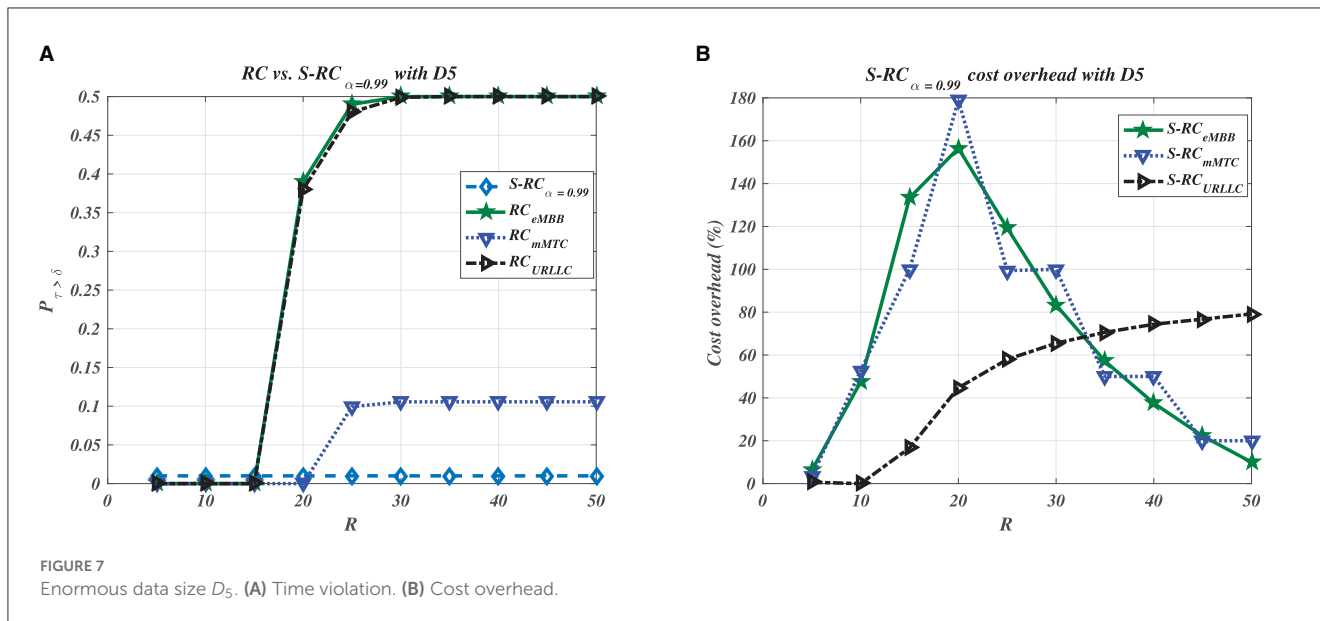 A
RC vs. S-RC α=0.99 with D5
0.5
0.45
0.4
0.35
0.3
0.25
0.2
0.15
0.1
0.05
0
P τ > δ
S-RC α = 0.99
RC eMBB
RC mMTC
RC URLLC
0 10 20 30 40 50
R
B
S-RC α = 0.99 cost overhead with D5
180
160
140
120
100
80
60
40
20
0
Cost overhead (%)
S-RC eMBB
S-RC mMTC
S-RC URLLC
0 10 20 30 40 50
R
FIGURE 7
Enormous data size D5. (A) Time violation. (B) Cost overhead.